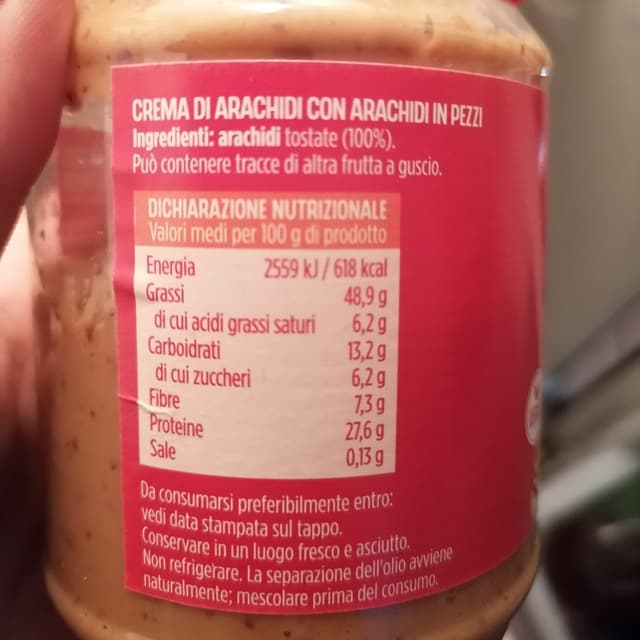 CREMA DI ARACHIDI CON ARACHIDI IN PEZZI
Ingredienti: arachidi tostate (100%).
Può contenere tracce di altra frutta a guscio.
DICHIARAZIONE NUTRIZIONALE
Valori medi per 100 g di prodotto
Energia 2559 kJ / 618 kcal
Grassi 48,9 g
di cui acidi grassi saturi 6,2 g
Carboidrati 13,2 g
di cui zuccheri 6,2 g
Fibre 7,3 g
Proteine 27,6 g
Sale 0,13 g
Da consumarsi preferibilmente entro:
vedi data stampata sul tappo.
Conservare in un luogo fresco e asciutto.
Non refrigerare. La separazione dell'olio avviene
naturalmente; mescolare prima del consumo.